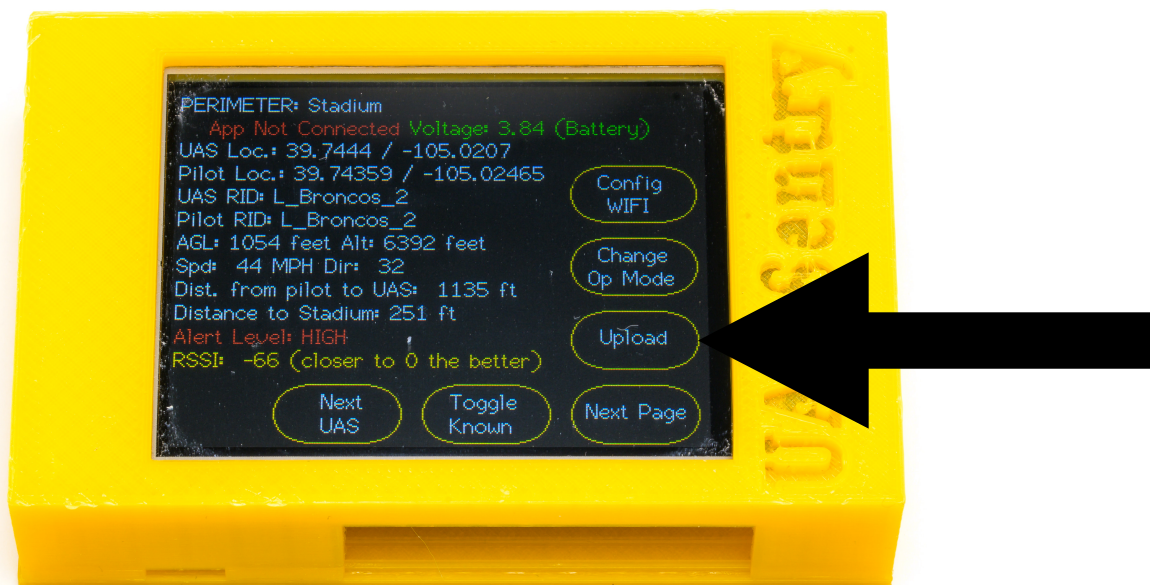 PERIMETER: Stadium
App Not Connected Voltage: 3.84 (Battery)
UAS Loc.: 39.7444 / -105.0207
Pilot Loc.: 39.74359 / -105.02465
UAS RID: L_Broncos_2
Pilot RID: L_Broncos_2
AGL: 1054 feet Alt: 6392 feet
Spd: 44 MPH Dir: 32
Dist. from pilot to UAS: 1135 ft
Distance to Stadium: 251 ft
Alert Level: HIGH
RSSI: -66 (closer to 0 the better)
Config
WIFI
Change
Op Mode
Upload
Next
UAS
Toggle
Known
Next Page